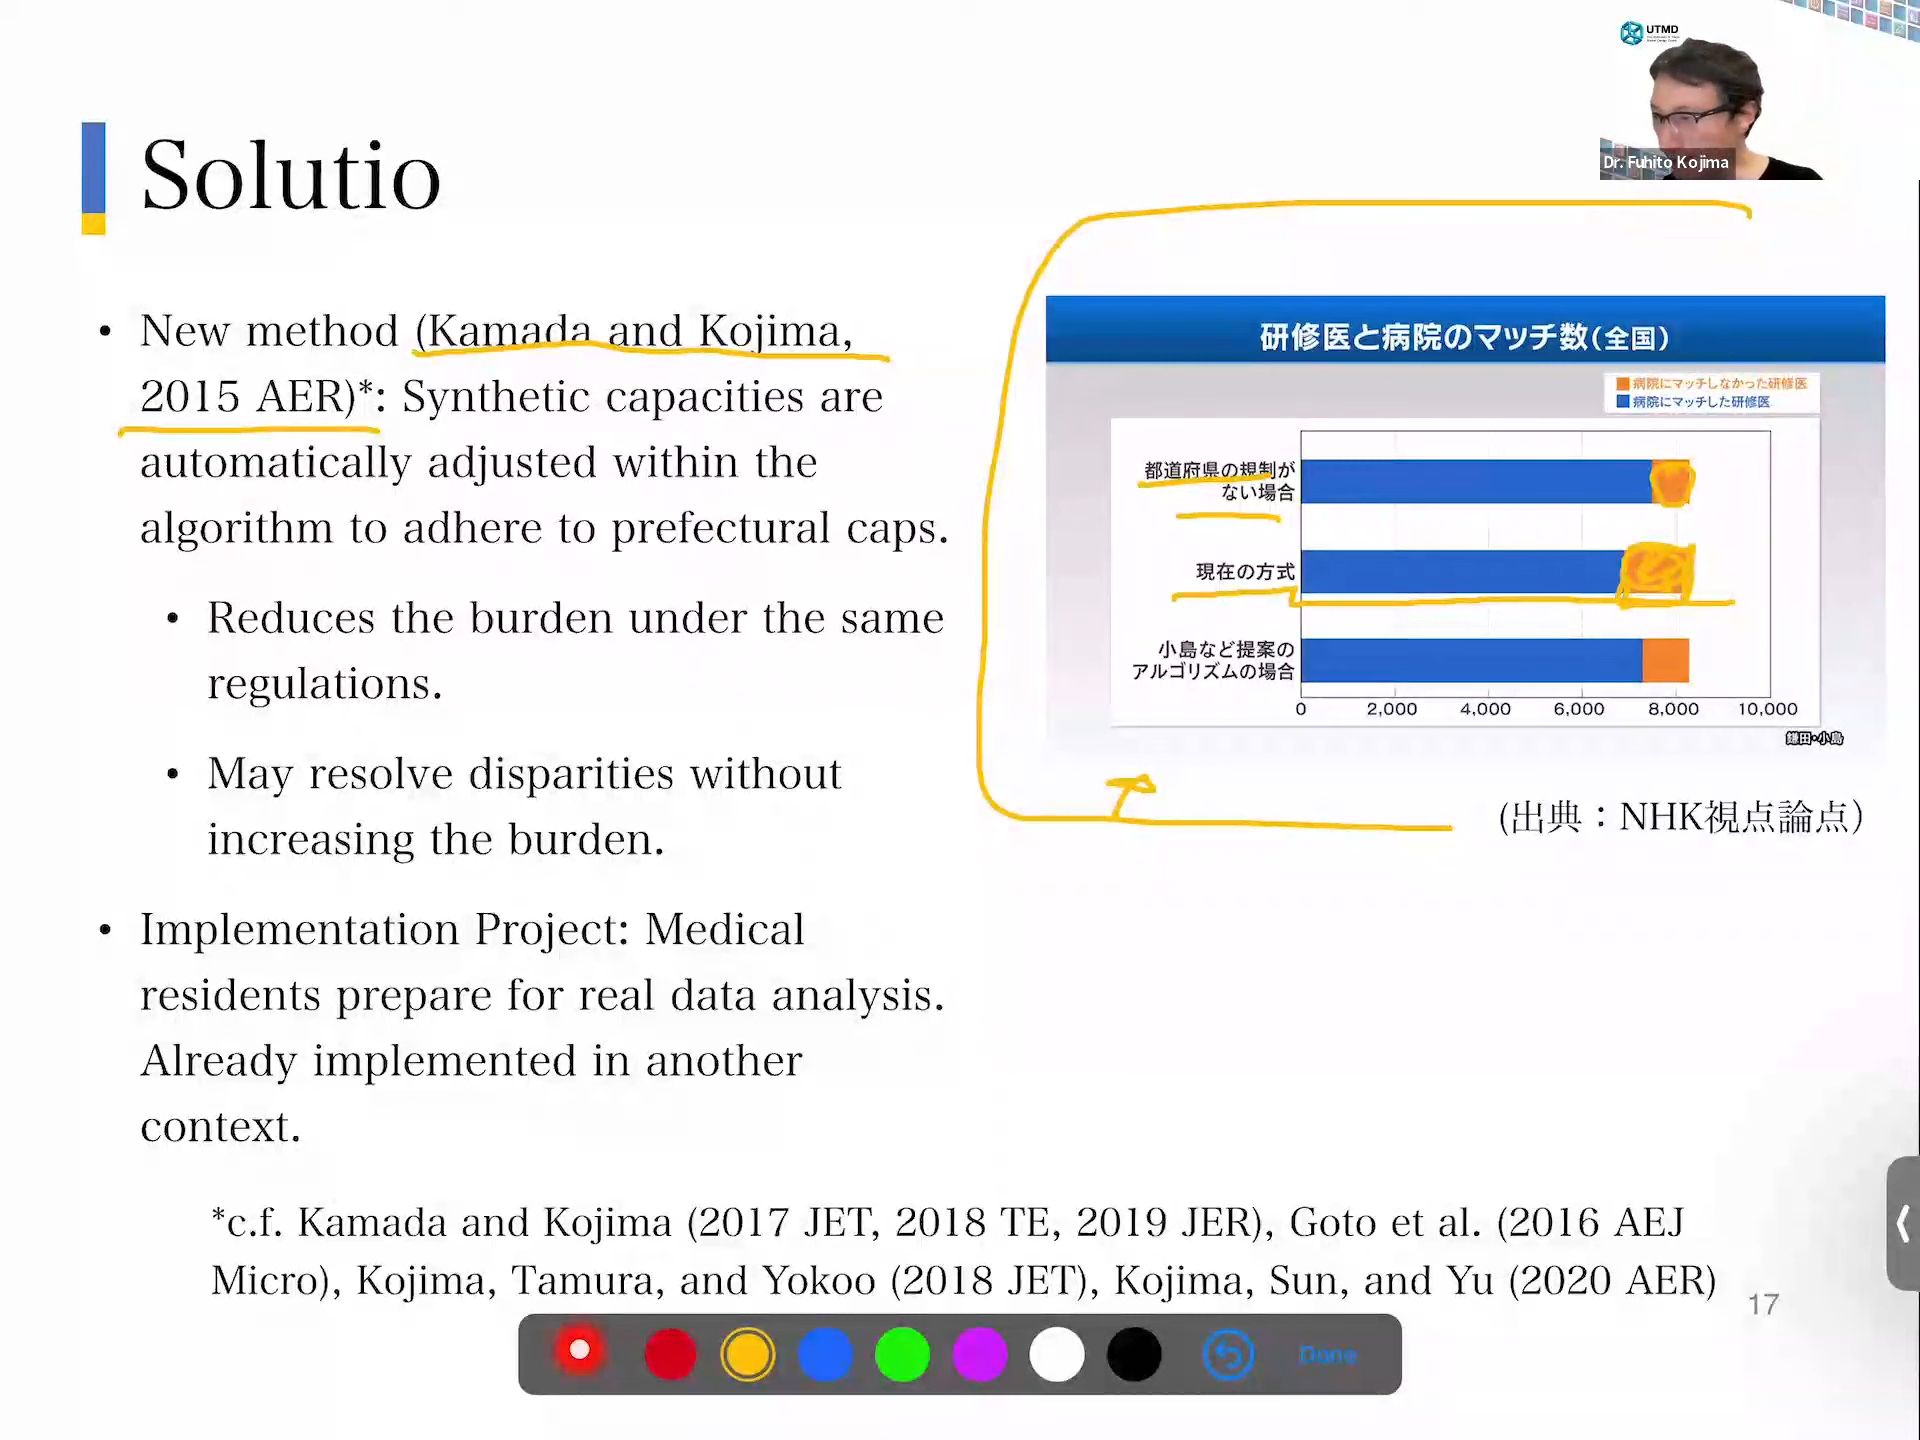 UTMD
Dr. Fuhito Kojima
Solutio
• New method (Kamada and Kojima,
2015 AER)*: Synthetic capacities are
automatically adjusted within the
algorithm to adhere to prefectural caps.
• Reduces the burden under the same
regulations.
• May resolve disparities without
increasing the burden.
• Implementation Project: Medical
residents prepare for real data analysis.
Already implemented in another
context.
研修医と病院のマッチ数(全国)
病院にマッチしなかった研修医
病院にマッチした研修医
都道府県の規制が
ない場合
現在の方式
小島など提案の
アルゴリズムの場合
0 2,000 4,000 6,000 8,000 10,000
鎌田・小島
(出典：NHK視点論点)
*c.f. Kamada and Kojima (2017 JET, 2018 TE, 2019 JER), Goto et al. (2016 AEJ
Micro), Kojima, Tamura, and Yokoo (2018 JET), Kojima, Sun, and Yu (2020 AER)
17
Done